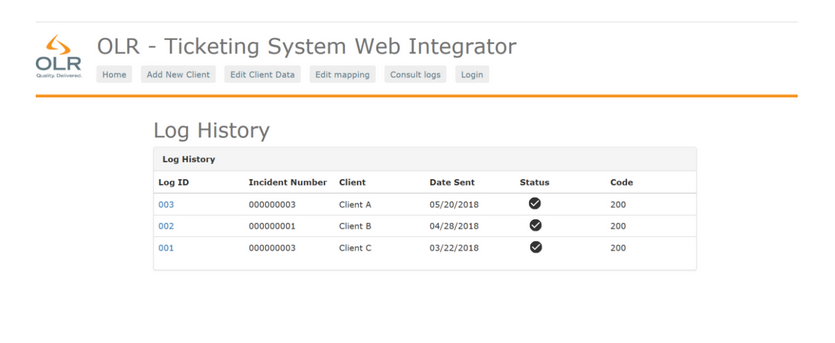 OLR
Quality. Delivered.
OLR - Ticketing System Web Integrator
Home Add New Client Edit Client Data Edit mapping Consult logs Login
Log History
Log History
Log ID Incident Number Client Date Sent Status Code
003 000000003 Client A 05/20/2018 200
002 000000001 Client B 04/28/2018 200
001 000000003 Client C 03/22/2018 200